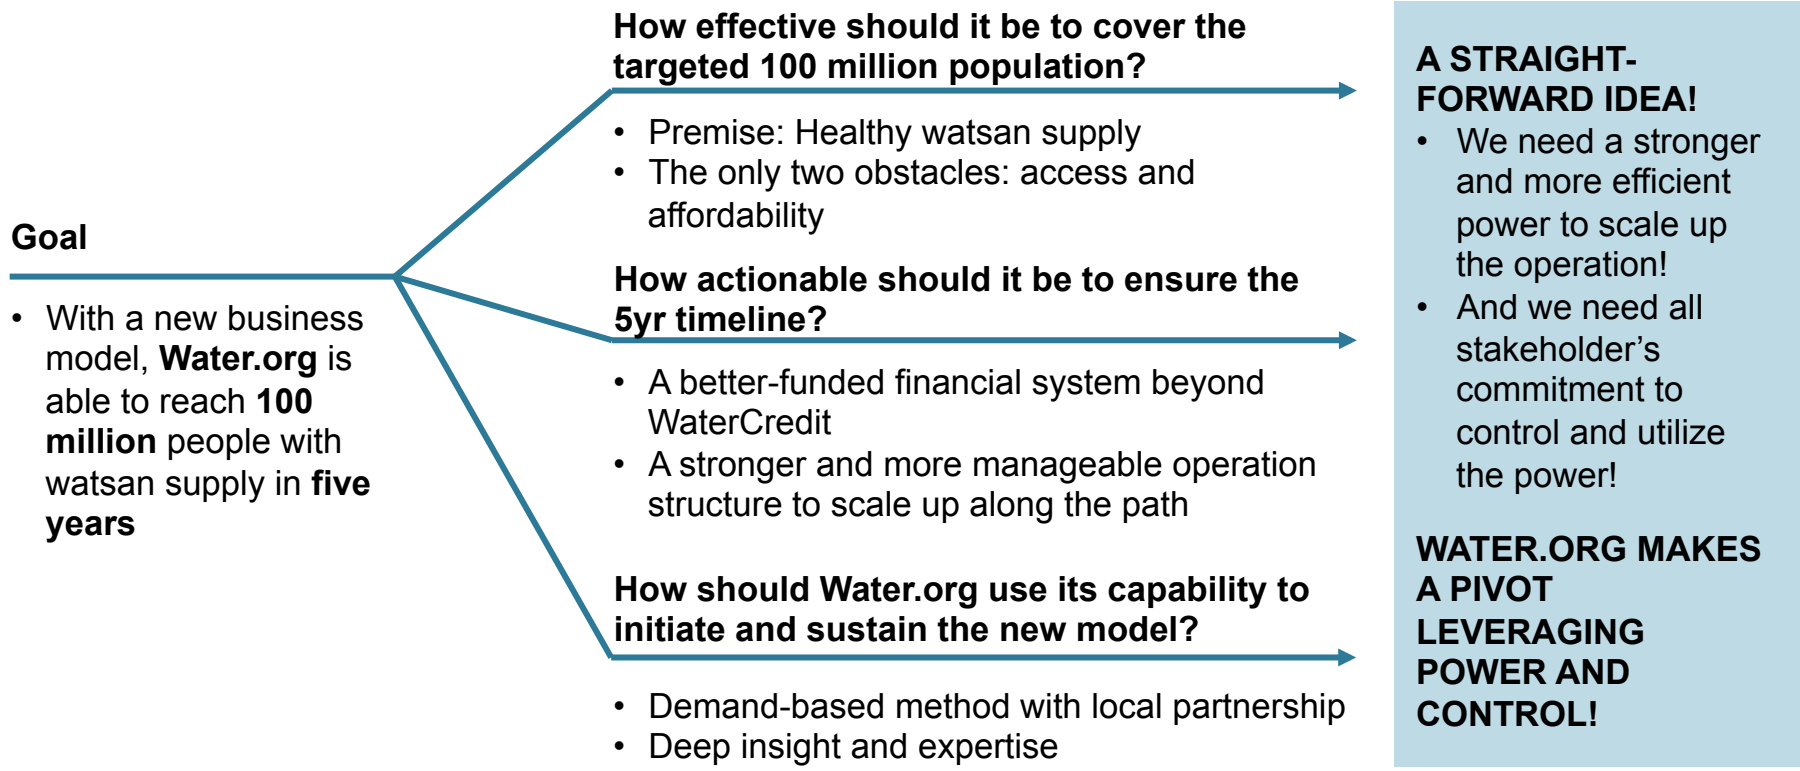 Goal
• With a new business
model, Water.org is
able to reach 100
million people with
watsan supply in five
years
How effective should it be to cover the
targeted 100 million population?
• Premise: Healthy watsan supply
• The only two obstacles: access and
affordability
How actionable should it be to ensure the
5yr timeline?
• A better-funded financial system beyond
WaterCredit
• A stronger and more manageable operation
structure to scale up along the path
How should Water.org use its capability to
initiate and sustain the new model?
• Demand-based method with local partnership
• Deep insight and expertise
A STRAIGHT-
FORWARD IDEA!
• We need a stronger
and more efficient
power to scale up
the operation!
• And we need all
stakeholder’s
commitment to
control and utilize
the power!
WATER.ORG MAKES
A PIVOT
LEVERAGING
POWER AND
CONTROL!